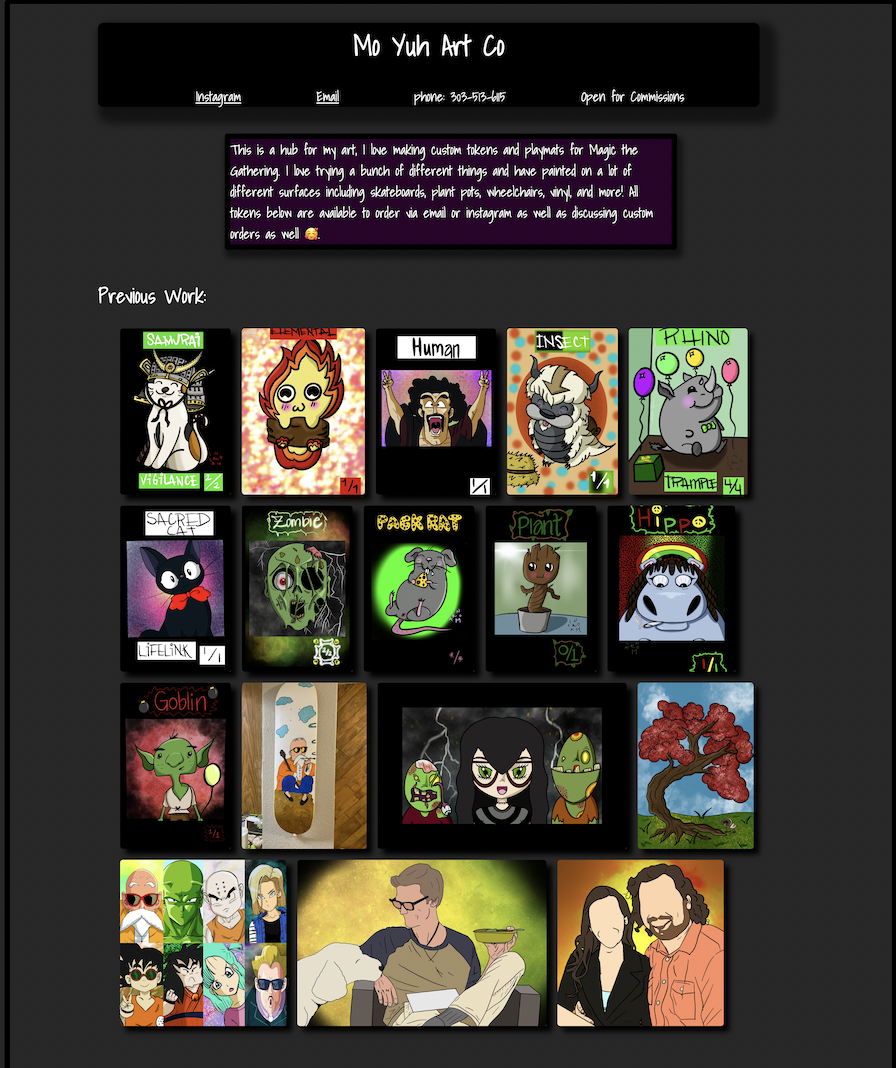 Mo Yuh Art Co
Instagram Email phone: 303-513-6115 Open for Commissions
This is a hub for my art, I love making custom tokens and playmats for Magic the
Gathering. I love trying a bunch of different things and have painted on a lot of
different surfaces including skateboards, plant pots, wheelchairs, vinyl, and more! All
tokens below are available to order via email or instagram as well as discussing custom
orders as well 🥰.
Previous Work:
SAMURAI
VIGILANCE 2/2
ELEMENTAL
1/1
Human
1/1
INSECT
1/1
RHINO
TRAMPLE 4/4
SACRED
CAT
LIFELINK 1/1
Zombie
2/2
PACK RAT
*/*
Plant
0/1
Hippo
1/1
Goblin
1/1